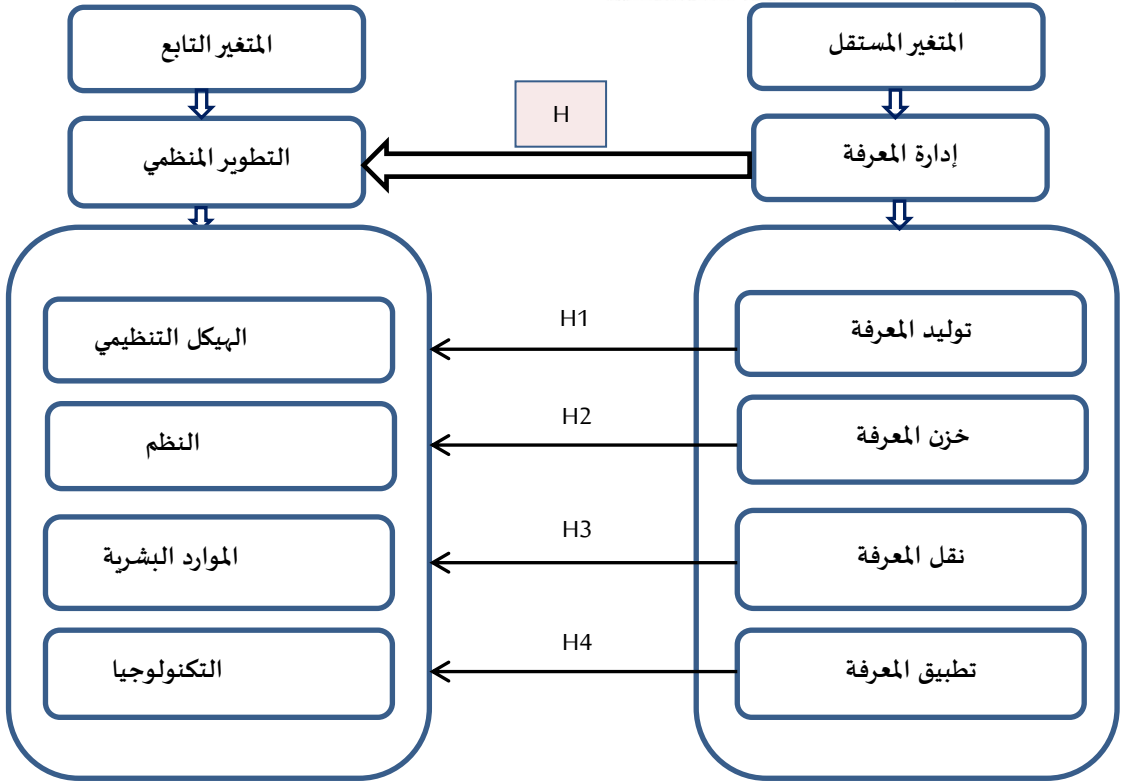 المتغير المستقل
المتغير التابع
H
إدارة المعرفة
التطوير المنظمي
توليد المعرفة
H1
الهيكل التنظيمي
خزن المعرفة
H2
النظم
نقل المعرفة
H3
الموارد البشرية
تطبيق المعرفة
H4
التكنولوجيا